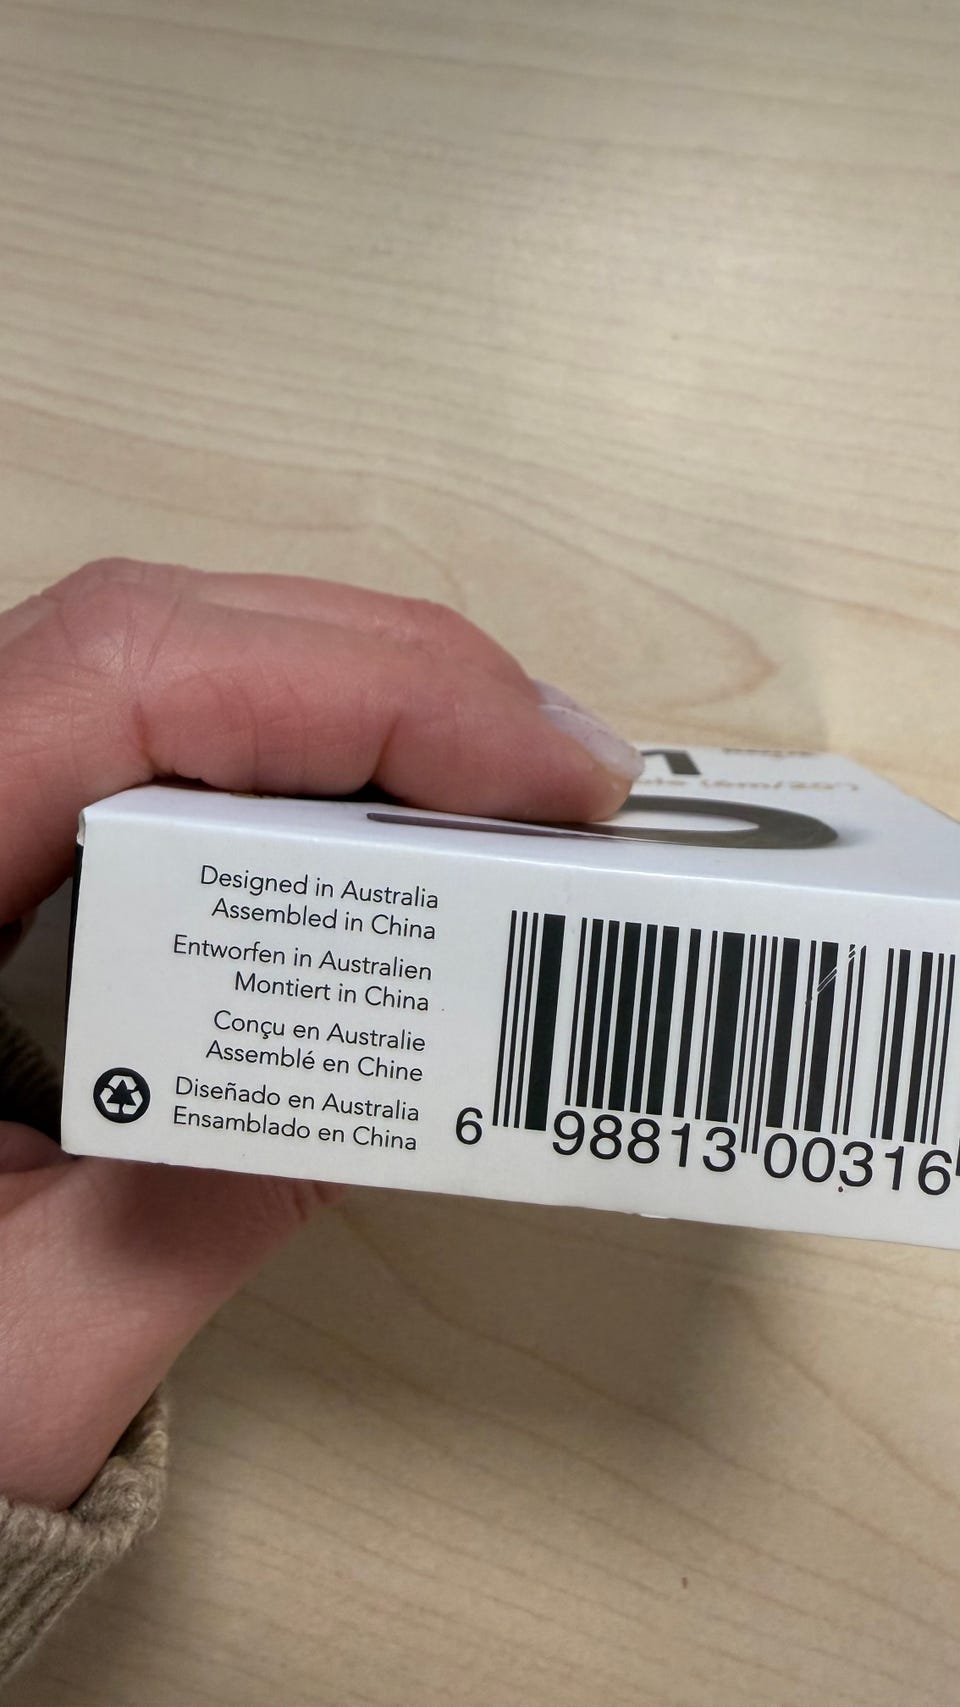 Designed in Australia
Assembled in China
Entworfen in Australien
Montiert in China
Conçu en Australie
Assemblé en Chine
Diseñado en Australia
Ensamblado en China
6 98813 00316